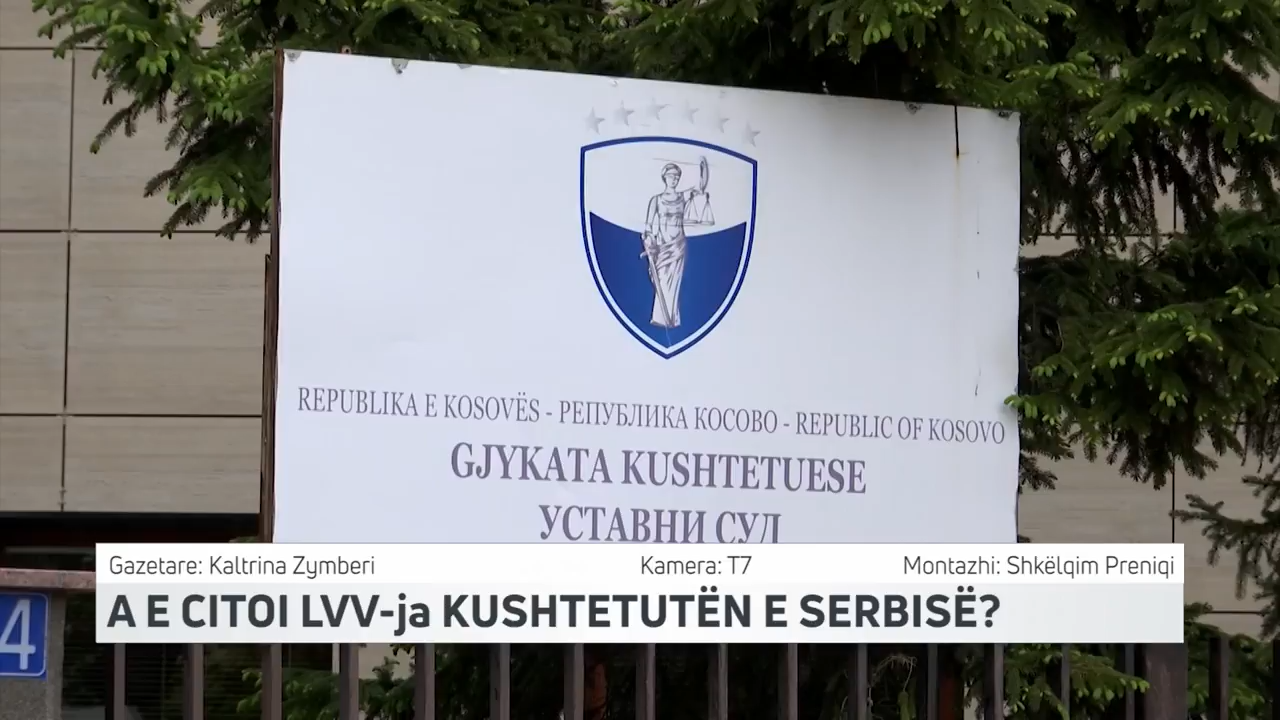 REPUBLIKA E KOSOVËS - РЕПУБЛИКА КОСОВО - REPUBLIC OF KOSOVO
GJYKATA KUSHTETUESE
УСТАВНИ СУД
Gazetare: Kaltrina Zymberi Kamera: T7 Montazhi: Shkëlqim Preniqi
A E CITOI LVV-ja KUSHTETUTËN E SERBISË?
4